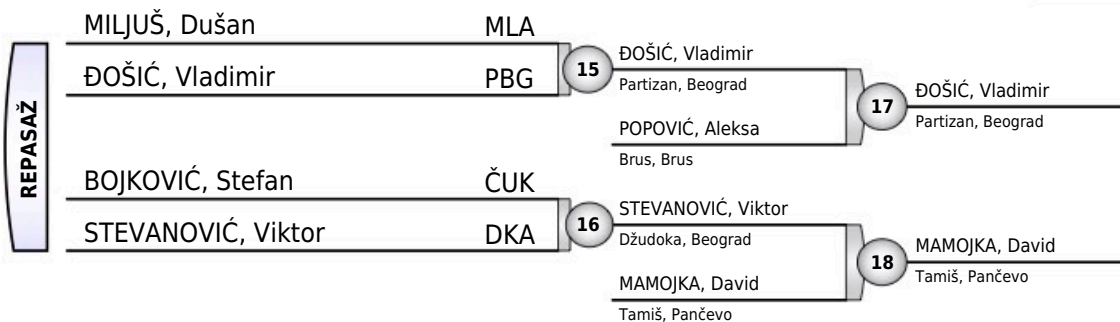 REPASAŽ
MILJUŠ, Dušan MLA
ĐOŠIĆ, Vladimir PBG
15
ĐOŠIĆ, Vladimir
Partizan, Beograd
POPOVIĆ, Aleksa
Brus, Brus
17
ĐOŠIĆ, Vladimir
Partizan, Beograd
BOJKOVIĆ, Stefan ČUK
STEVANOVIĆ, Viktor DKA
16
STEVANOVIĆ, Viktor
Džudoka, Beograd
MAMOJKA, David
Tamiš, Pančevo
18
MAMOJKA, David
Tamiš, Pančevo